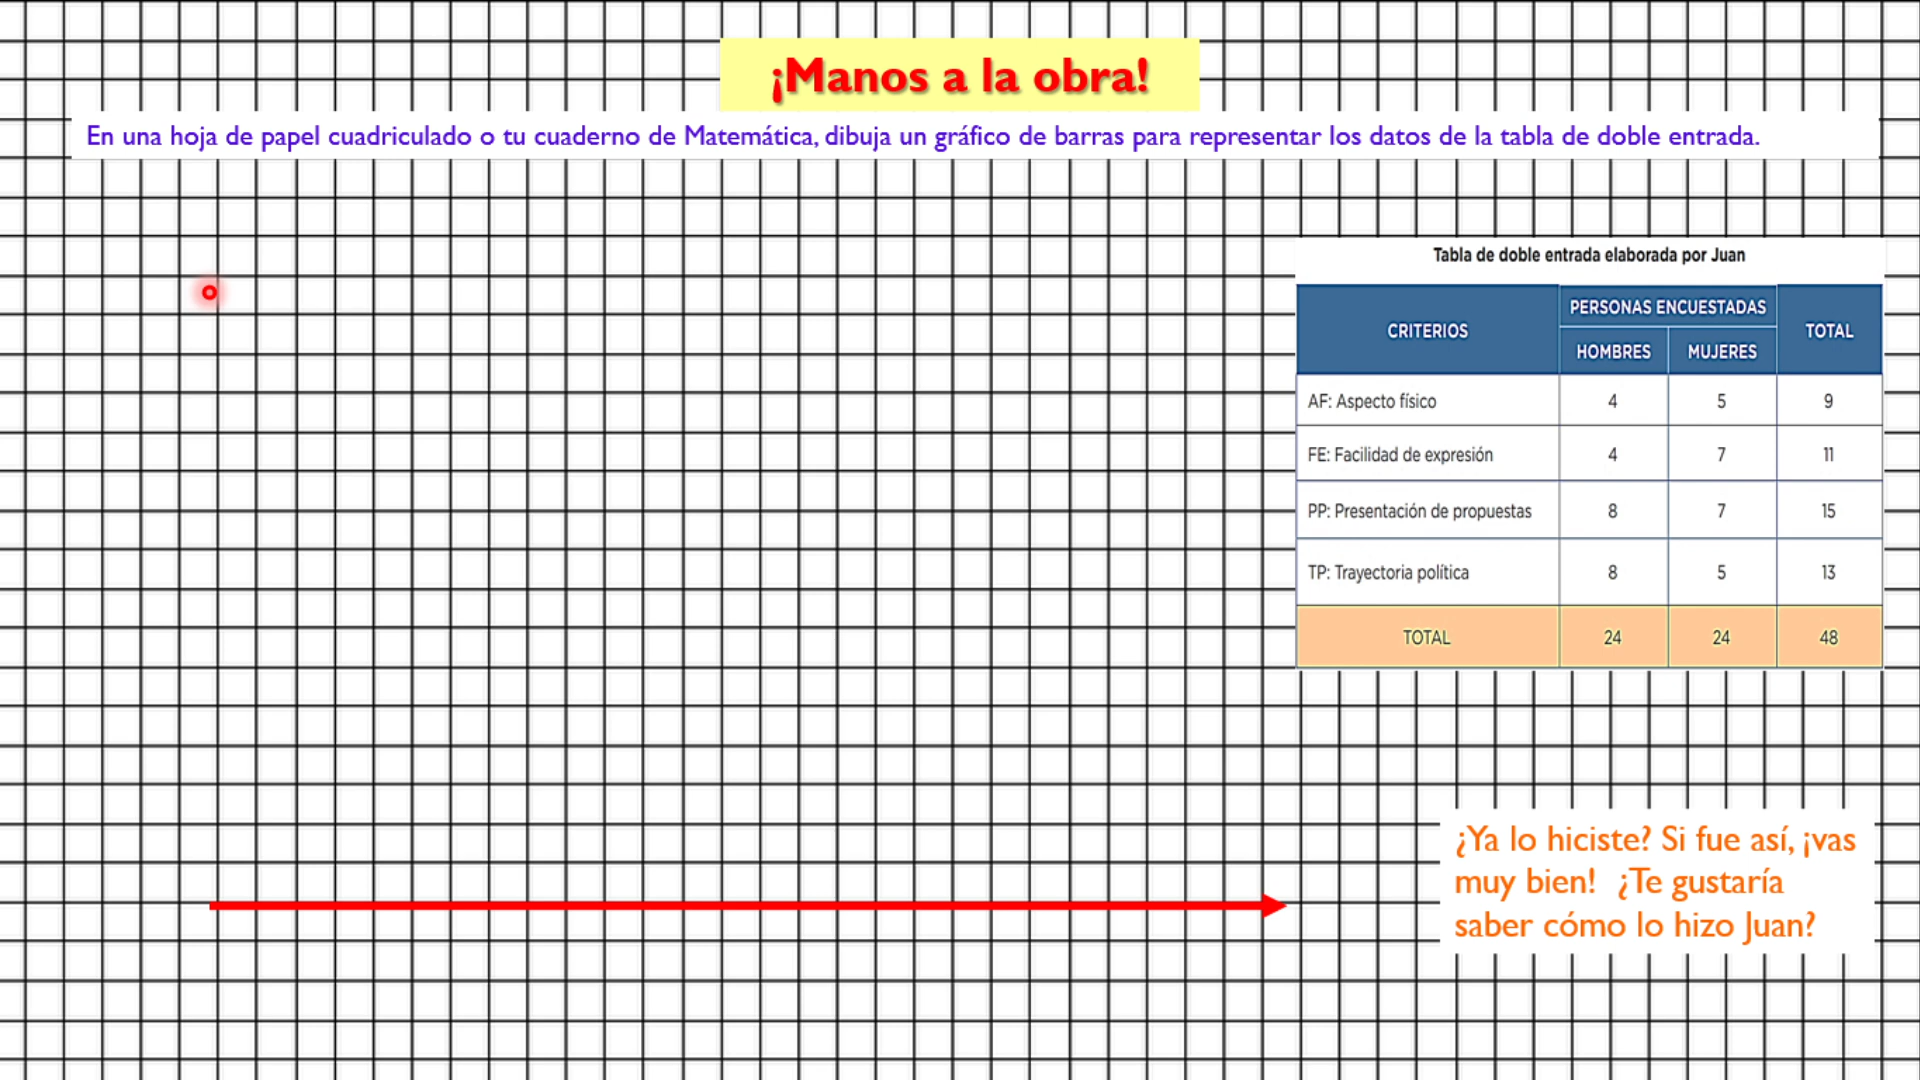 ¡Manos a la obra!
En una hoja de papel cuadriculado o tu cuaderno de Matemática, dibuja un gráfico de barras para representar los datos de la tabla de doble entrada.
Tabla de doble entrada elaborada por Juan
CRITERIOS PERSONAS ENCUESTADAS TOTAL
HOMBRES MUJERES
AF: Aspecto físico 4 5 9
FE: Facilidad de expresión 4 7 11
PP: Presentación de propuestas 8 7 15
TP: Trayectoria política 8 5 13
TOTAL 24 24 48
¿Ya lo hiciste? Si fue así, ¡vas
muy bien! ¿Te gustaría
saber cómo lo hizo Juan?